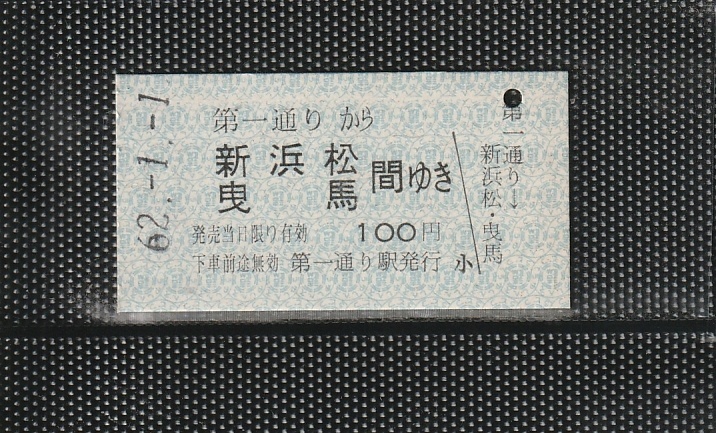 62.-1.-1
第一通りから
新浜松
曳馬
間ゆき
発売当日限り有効 100円
下車前途無効 第一通り駅発行 小
第一通り→
新浜松・曳馬